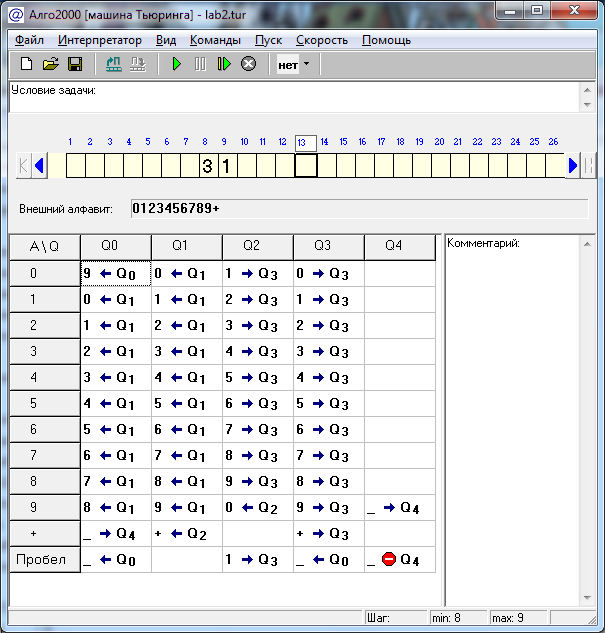 Алго2000 [машина Тьюринга] - lab2.tur
Файл Интерпретатор Вид Команды Пуск Скорость Помощь
нет
Условие задачи:
1 2 3 4 5 6 7 8 9 10 11 12 13 14 15 16 17 18 19 20 21 22 23 24 25 26
3 1
Внешний алфавит: 0123456789+
A\Q Q0 Q1 Q2 Q3 Q4 Комментарий:
0 9 ← Q0 0 ← Q1 1 → Q3 0 → Q3
1 0 ← Q1 1 ← Q1 2 → Q3 1 → Q3
2 1 ← Q1 2 ← Q1 3 → Q3 2 → Q3
3 2 ← Q1 3 ← Q1 4 → Q3 3 → Q3
4 3 ← Q1 4 ← Q1 5 → Q3 4 → Q3
5 4 ← Q1 5 ← Q1 6 → Q3 5 → Q3
6 5 ← Q1 6 ← Q1 7 → Q3 6 → Q3
7 6 ← Q1 7 ← Q1 8 → Q3 7 → Q3
8 7 ← Q1 8 ← Q1 9 → Q3 8 → Q3
9 8 ← Q1 9 ← Q1 0 ← Q2 9 → Q3 _ → Q4
+ _ → Q4 + ← Q2 + → Q3
Пробел _ ← Q0 1 → Q3 _ ← Q0 _ Q4
Шаг: min: 8 max: 9